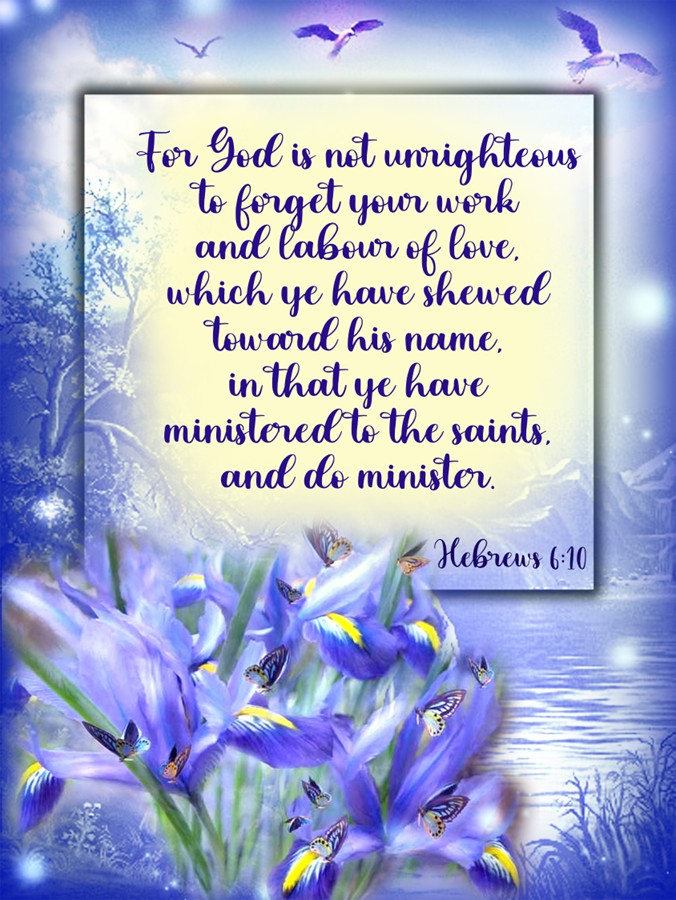 For God is not unrighteous
to forget your work
and labour of love,
which ye have shewed
toward his name,
in that ye have
ministered to the saints,
and do minister.
Hebrews 6:10